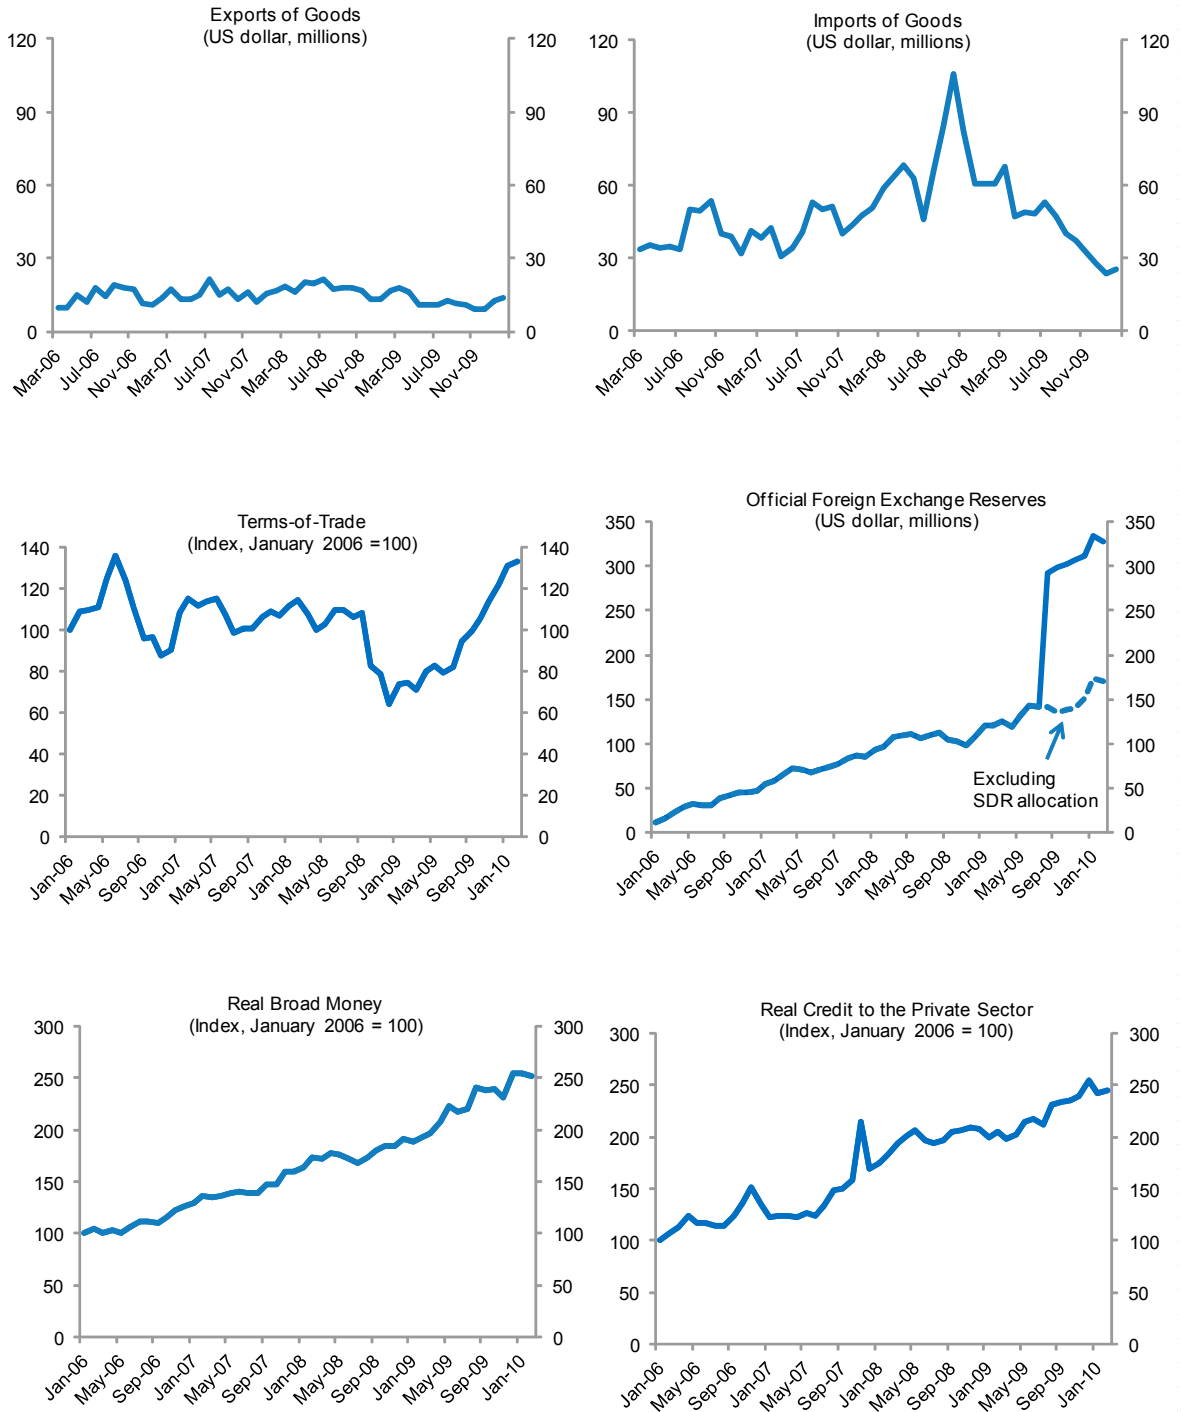 Exports of Goods
(US dollar, millions)
120
90
60
30
0
120
90
60
30
0
Mar-06
Jul-06
Nov-06
Mar-07
Jul-07
Nov-07
Mar-08
Jul-08
Nov-08
Mar-09
Jul-09
Nov-09
Imports of Goods
(US dollar, millions)
120
90
60
30
0
120
90
60
30
0
Mar-06
Jul-06
Nov-06
Mar-07
Jul-07
Nov-07
Mar-08
Jul-08
Nov-08
Mar-09
Jul-09
Nov-09
Terms-of-Trade
(Index, January 2006 =100)
140
120
100
80
60
40
20
0
140
120
100
80
60
40
20
0
Jan-06
May-06
Sep-06
Jan-07
May-07
Sep-07
Jan-08
May-08
Sep-08
Jan-09
May-09
Sep-09
Jan-10
Official Foreign Exchange Reserves
(US dollar, millions)
350
300
250
200
150
100
50
0
350
300
250
200
150
100
50
0
Excluding
SDR allocation
Jan-06
May-06
Sep-06
Jan-07
May-07
Sep-07
Jan-08
May-08
Sep-08
Jan-09
May-09
Sep-09
Jan-10
Real Broad Money
(Index, January 2006 = 100)
300
250
200
150
100
50
0
300
250
200
150
100
50
0
Jan-06
May-06
Sep-06
Jan-07
May-07
Sep-07
Jan-08
May-08
Sep-08
Jan-09
May-09
Sep-09
Jan-10
Real Credit to the Private Sector
(Index, January 2006 = 100)
300
250
200
150
100
50
0
300
250
200
150
100
50
0
Jan-06
May-06
Sep-06
Jan-07
May-07
Sep-07
Jan-08
May-08
Sep-08
Jan-09
May-09
Sep-09
Jan-10